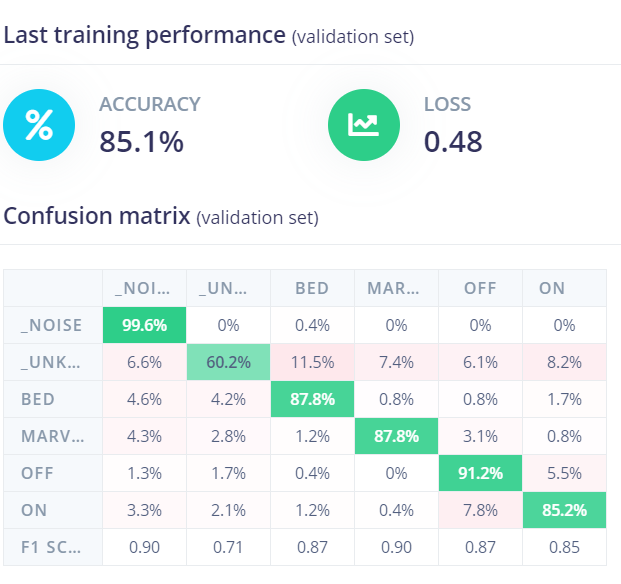 Last training performance (validation set)
ACCURACY
85.1%
LOSS
0.48
Confusion matrix (validation set)
_NOI... _UN... BED MAR... OFF ON
_NOISE 99.6% 0% 0.4% 0% 0% 0%
_UNK... 6.6% 60.2% 11.5% 7.4% 6.1% 8.2%
BED 4.6% 4.2% 87.8% 0.8% 0.8% 1.7%
MARV... 4.3% 2.8% 1.2% 87.8% 3.1% 0.8%
OFF 1.3% 1.7% 0.4% 0% 91.2% 5.5%
ON 3.3% 2.1% 1.2% 0.4% 7.8% 85.2%
F1 SC... 0.90 0.71 0.87 0.90 0.87 0.85